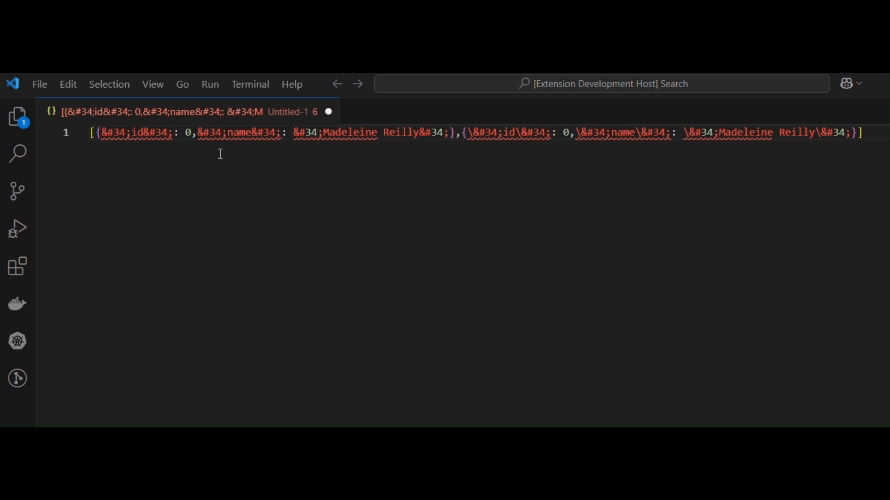 File Edit Selection View Go Run Terminal Help [Extension Development Host] Search
{} [{&#34;id&#34;: 0,&#34;name&#34;: &#34;M Untitled-1 6
1 [{&#34;id&#34;: 0,&#34;name&#34;: &#34;Madeleine Reilly&#34;},{\&#34;id\&#34;: 0,\&#34;name\&#34;: \&#34;Madeleine Reilly\&#34;}]
1